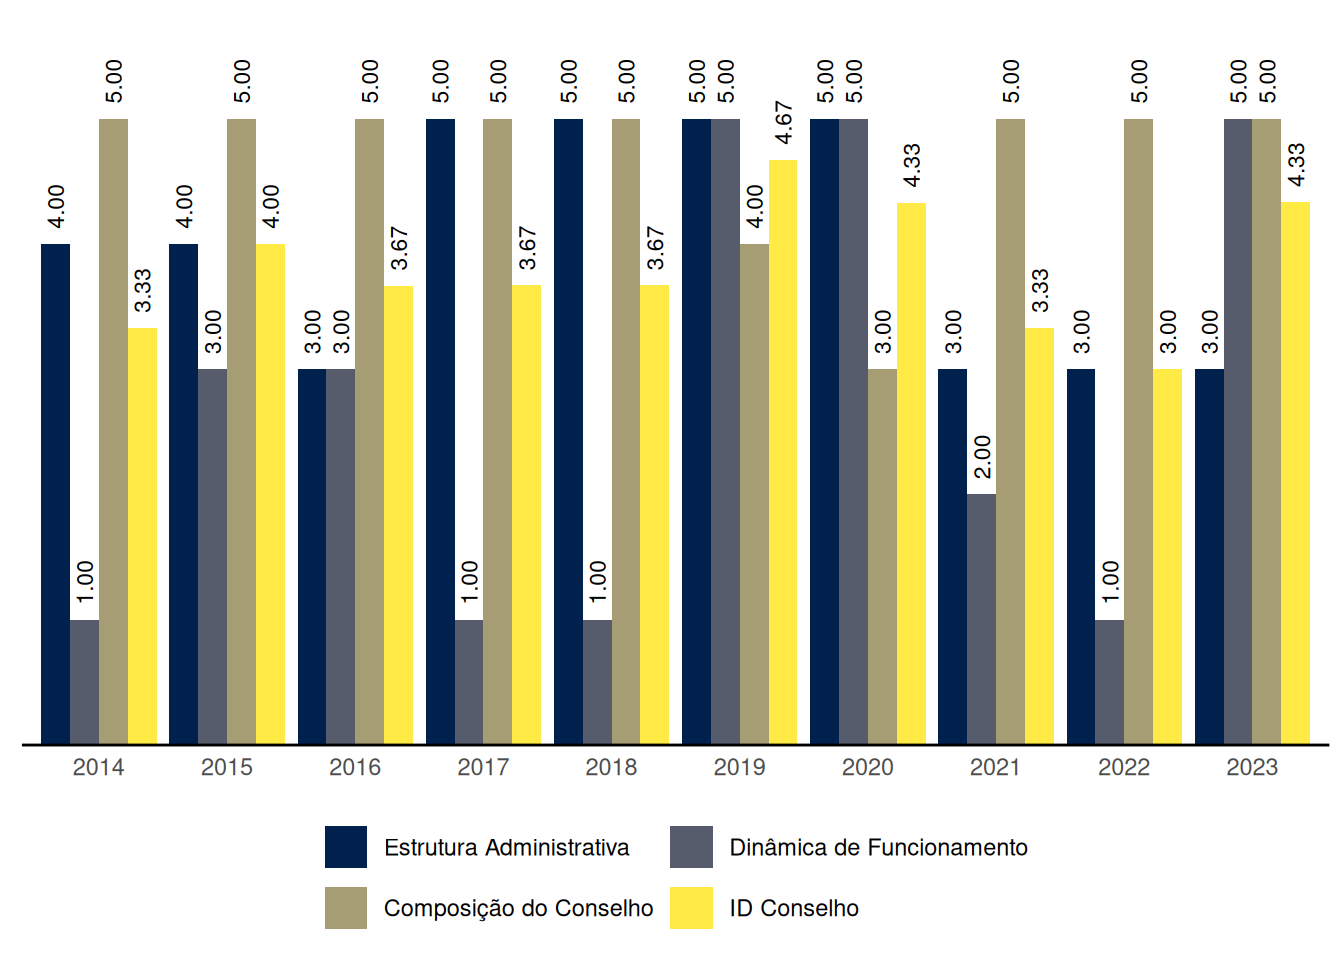 4.00 1.00 5.00 3.33 4.00 3.00 5.00 4.00 3.00 3.00 5.00 3.67 5.00 1.00 5.00 3.67 5.00 1.00 5.00 3.67 5.00 5.00 4.00 4.67 5.00 5.00 3.00 4.33 3.00 2.00 5.00 3.33 3.00 1.00 5.00 3.00 3.00 5.00 5.00 4.33
2014 2015 2016 2017 2018 2019 2020 2021 2022 2023
Estrutura Administrativa Dinâmica de Funcionamento
Composição do Conselho ID Conselho